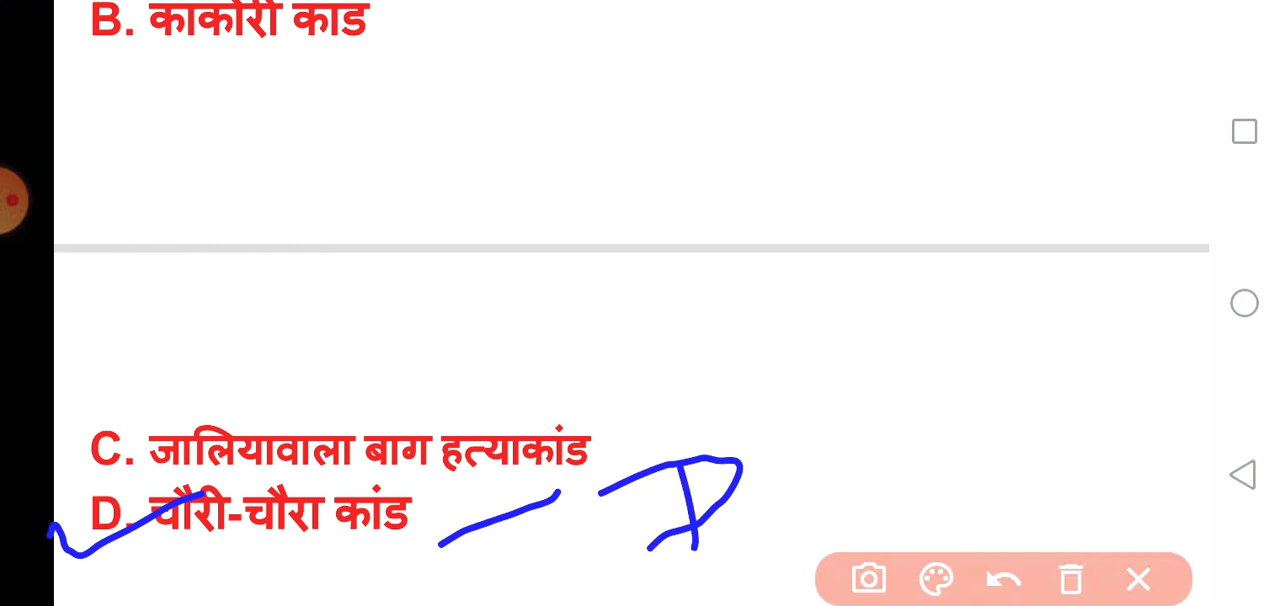 B. काकोरी कांड
C. जालियावाला बाग हत्याकांड
D. चौरी-चौरा कांड – D